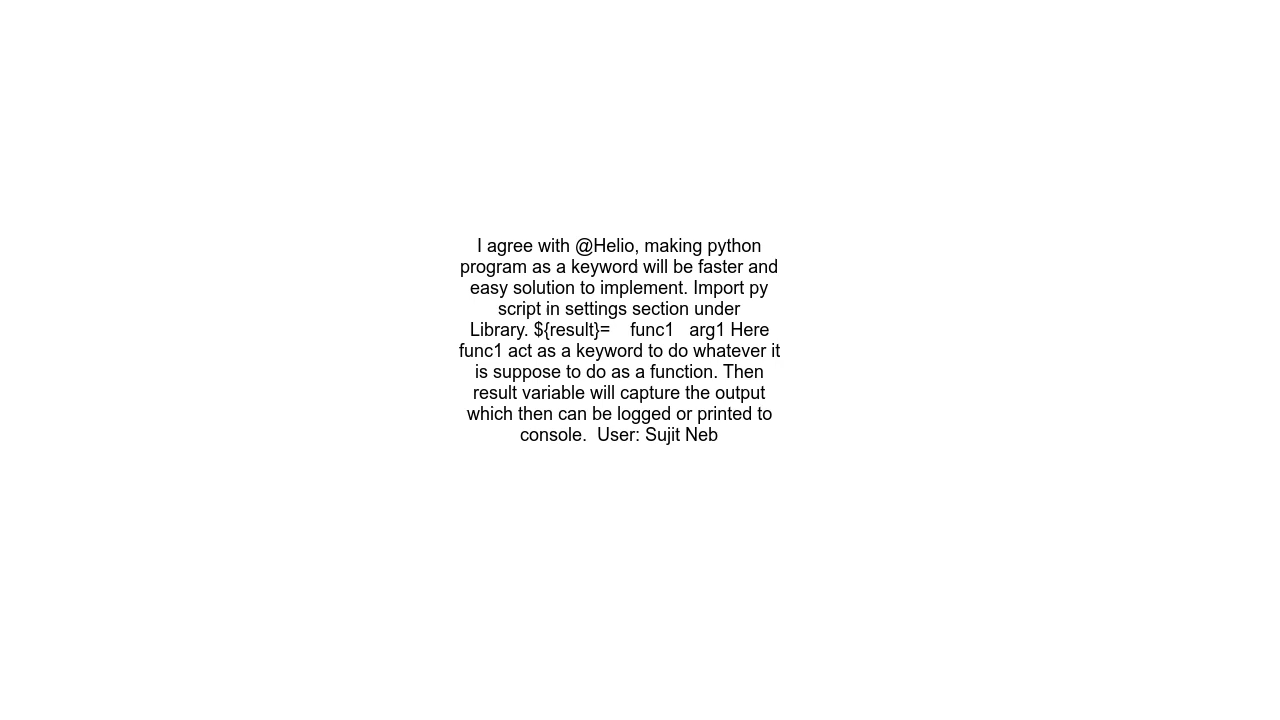 I agree with @Helio, making python
program as a keyword will be faster and
easy solution to implement. Import py
script in settings section under
Library. ${result}=    func1   arg1 Here
func1 act as a keyword to do whatever it
is suppose to do as a function. Then
result variable will capture the output
which then can be logged or printed to
console.  User: Sujit Neb